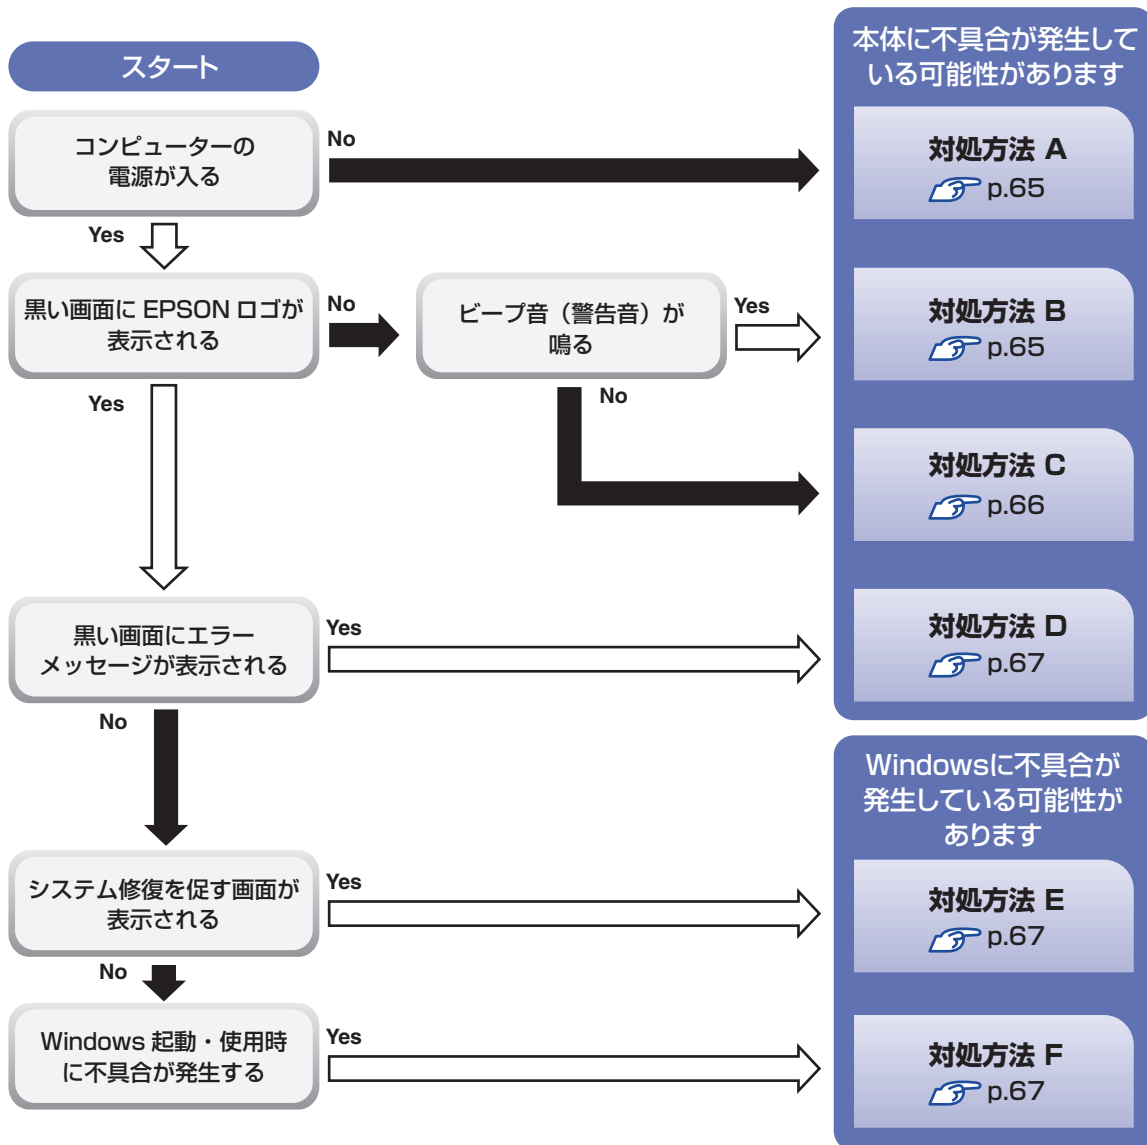 スタート
コンピューターの
電源が入る
No
本体に不具合が発生して
いる可能性があります
対処方法 A
p.65
Yes
黒い画面に EPSON ロゴが
表示される
No
ビープ音（警告音）が
鳴る
Yes
対処方法 B
p.65
No
対処方法 C
p.66
Yes
黒い画面にエラー
メッセージが表示される
Yes
対処方法 D
p.67
No
Windowsに不具合が
発生している可能性が
あります
システム修復を促す画面が
表示される
Yes
対処方法 E
p.67
No
Windows 起動・使用時
に不具合が発生する
Yes
対処方法 F
p.67